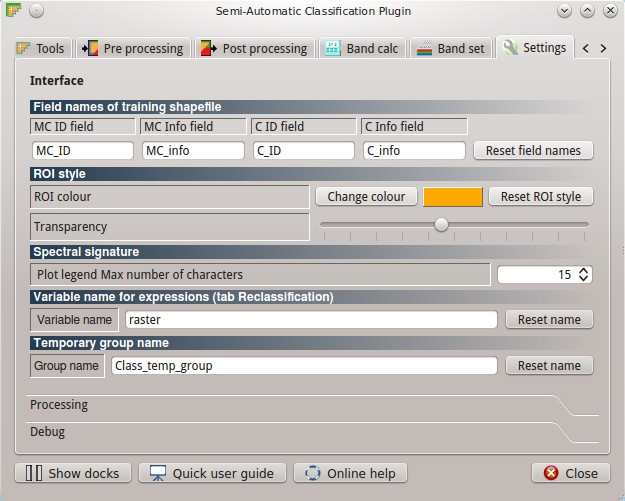 Semi-Automatic Classification Plugin
Tools Pre processing Post processing Band calc Band set Settings
Interface
Field names of training shapefile
MC ID field MC Info field C ID field C Info field
MC_ID MC_info C_ID C_info Reset field names
ROI style
ROI colour Change colour Reset ROI style
Transparency
Spectral signature
Plot legend Max number of characters 15
Variable name for expressions (tab Reclassification)
Variable name raster Reset name
Temporary group name
Group name Class_temp_group Reset name
Processing
Debug
Show docks Quick user guide Online help Close